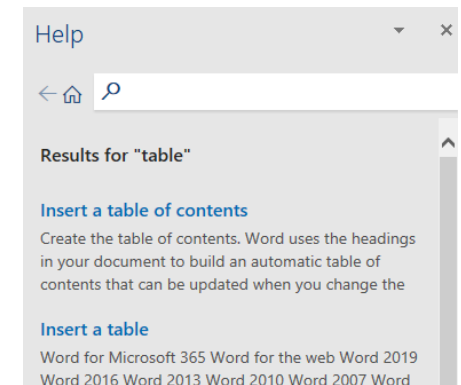 Help
Results for "table"
Insert a table of contents
Create the table of contents. Word uses the headings
in your document to build an automatic table of
contents that can be updated when you change the
Insert a table
Word for Microsoft 365 Word for the web Word 2019
Word 2016 Word 2013 Word 2010 Word 2007 Word